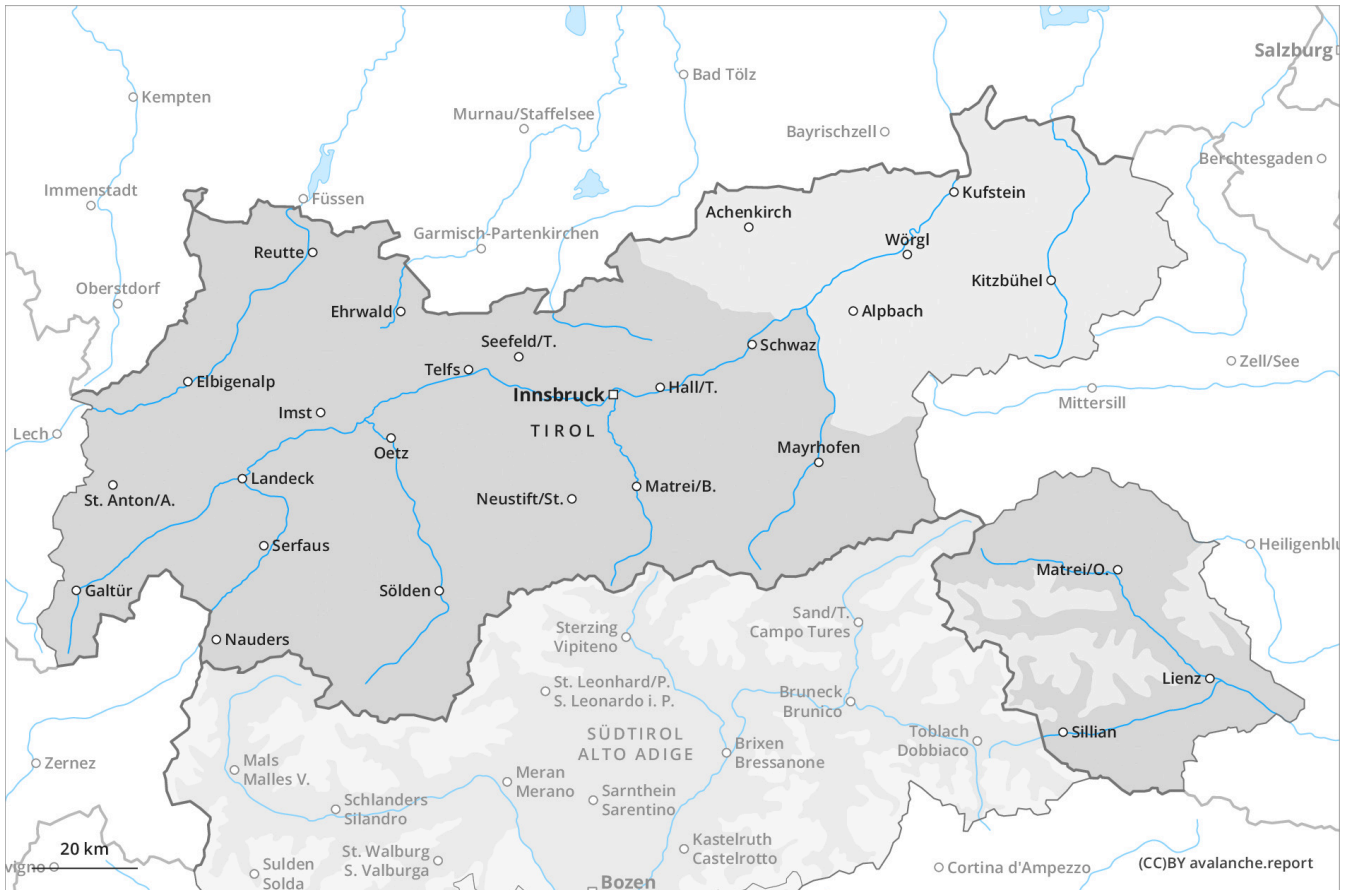 Salzburg
Bad Tölz
Kempten
Murnau/Staffelsee
Bayrischzell
Berchtesgaden
Immenstadt
Füssen
Kufstein
Achenkirch
Garmisch-Partenkirchen
Wörgl
Reutte
Kitzbühel
Oberstdorf
Ehrwald
Alpbach
Seefeld/T.
Schwaz
Zell/See
Telfs
Elbigenalp
Innsbruck
Hall/T.
Mittersill
Imst
TIROL
Lech
Oetz
Mayrhofen
Landeck
St. Anton/A.
Neustift/St.
Matrei/B.
Serfaus
Heiligenblu
Matrei/O.
Galtür
Sölden
Sand/T.
Campo Tures
Nauders
Sterzing
Vipiteno
Lienz
St. Leonhard/P.
S. Leonardo i. P.
Bruneck
Brunico
SÜDTIROL
ALTO ADIGE
Toblach
Dobbiaco
Sillian
Brixen
Bressanone
Zernez
Mals
Malles V.
Meran
Merano
Sarnthein
Sarentino
Schlanders
Silandro
Kastelruth
Castelrotto
20 km
St. Walburg
S. Valburga
vigno
Sulden
Solda
Cortina d'Ampezzo
(CC)BY avalanche.report
Bozen